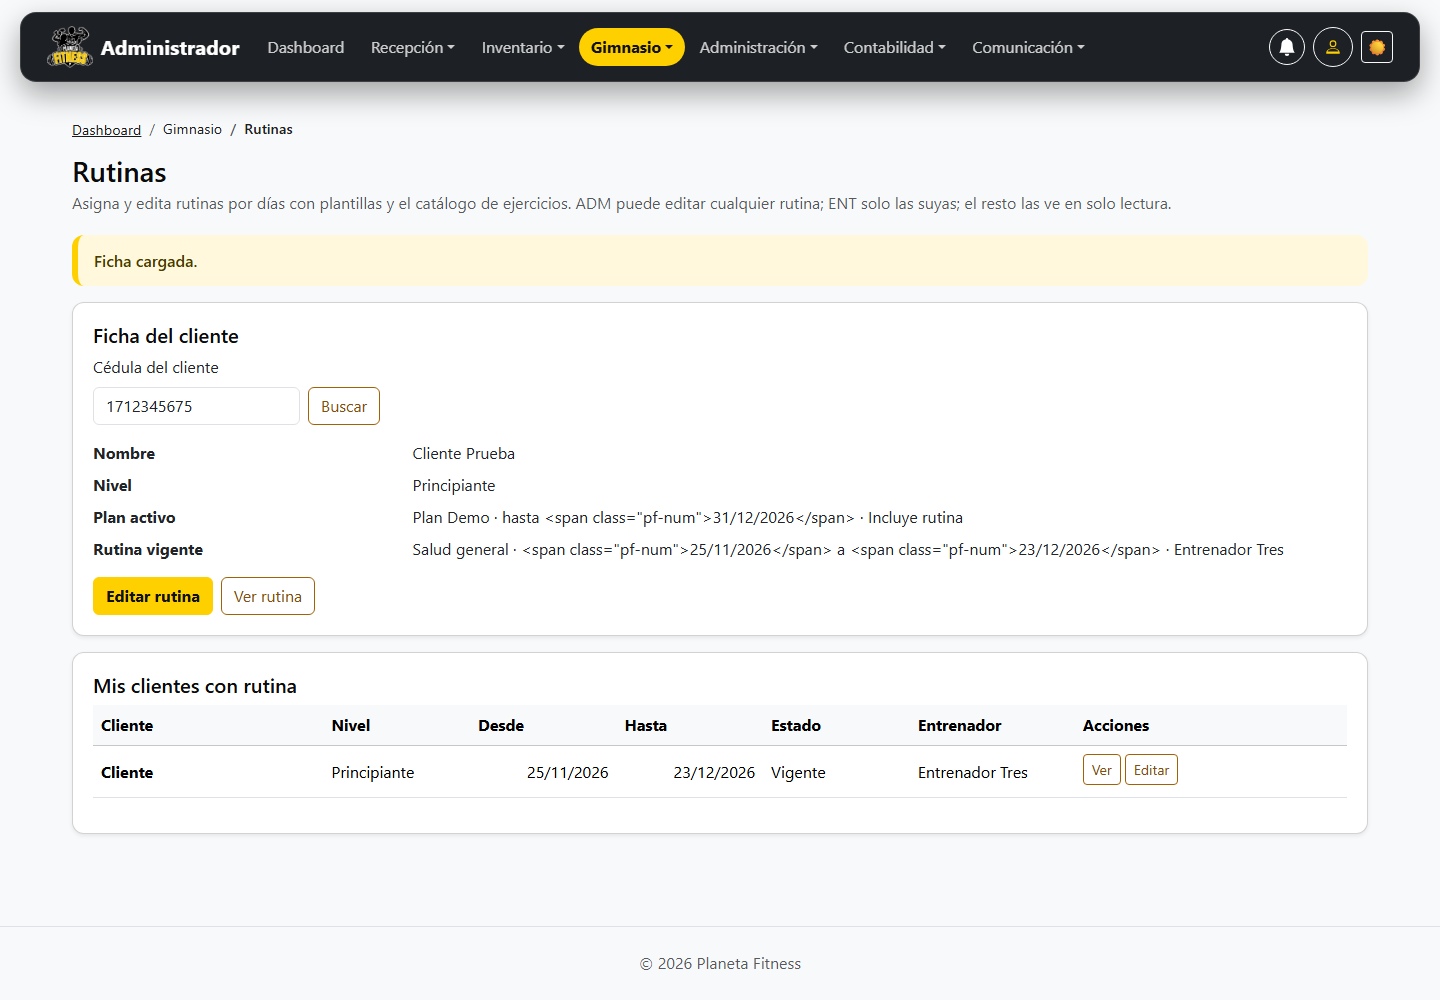 Administrador
Dashboard
Recepción
Inventario
Gimnasio
Administración
Contabilidad
Comunicación
Dashboard / Gimnasio / Rutinas
Rutinas
Asigna y edita rutinas por días con plantillas y el catálogo de ejercicios. ADM puede editar cualquier rutina; ENT solo las suyas; el resto las ve en solo lectura.
Ficha cargada.
Ficha del cliente
Cédula del cliente
1712345675
Buscar
Nombre Cliente Prueba
Nivel Principiante
Plan activo Plan Demo · hasta <span class="pf-num">31/12/2026</span> · Incluye rutina
Rutina vigente Salud general · <span class="pf-num">25/11/2026</span> a <span class="pf-num">23/12/2026</span> · Entrenador Tres
Editar rutina Ver rutina
Mis clientes con rutina
Cliente Nivel Desde Hasta Estado Entrenador Acciones
Cliente Principiante 25/11/2026 23/12/2026 Vigente Entrenador Tres Ver Editar
© 2026 Planeta Fitness